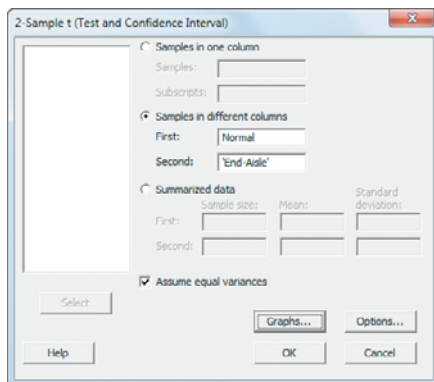 2-Sample t (Test and Confidence Interval)
Samples in one column
Samples:
Subscripts:
Samples in different columns
First: Normal
Second: 'End-Aisle'
Summarized data
Sample size: Mean: Standard deviation:
First:
Second:
Assume equal variances
Select
Graphs... Options...
Help OK Cancel